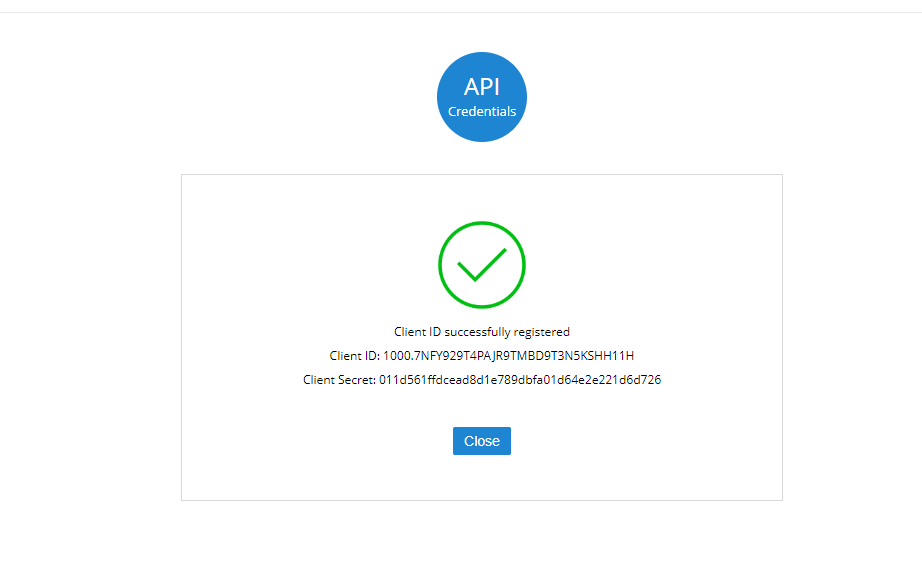 API
Credentials
Client ID successfully registered
Client ID: 1000.7NFY929T4PAJR9TMBD9T3N5KSHH11H
Client Secret: 011d561ffdcead8d1e789dbfa01d64e2e221d6d726
Close